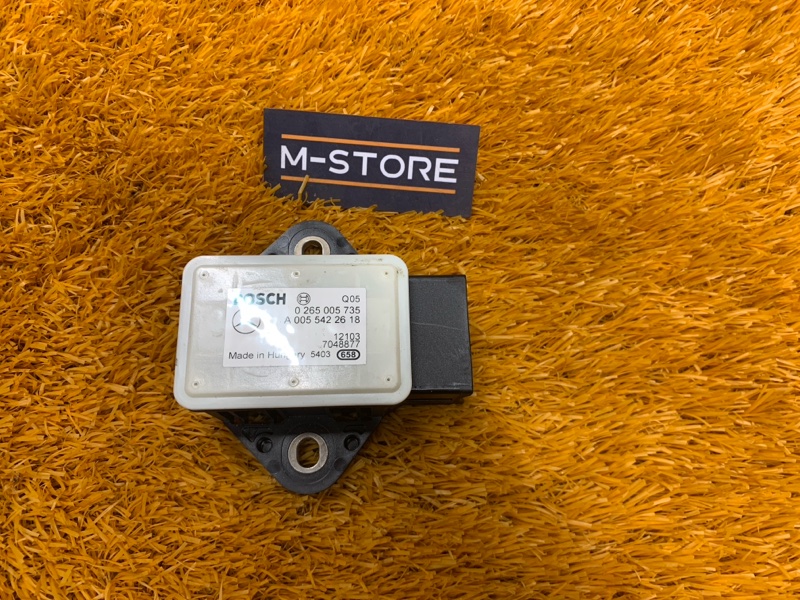 M-STORE
BOSCH Q05
0 265 005 735
A 005 542 26 18
12103
7048877
Made in Hungary 5403 658